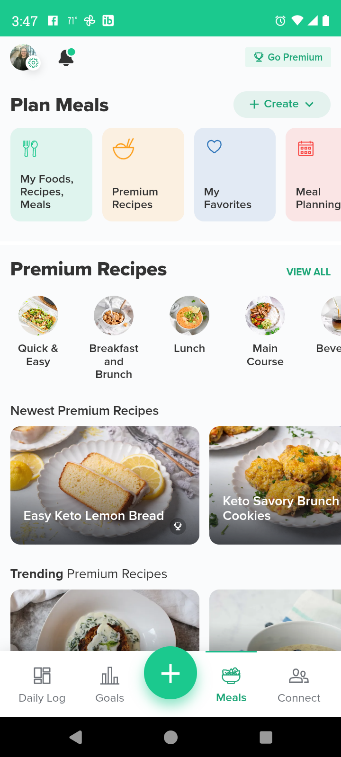 3:47
71°
Go Premium
Plan Meals
+ Create
My Foods,
Recipes,
Meals
Premium
Recipes
My
Favorites
Meal
Planning
Premium Recipes
VIEW ALL
Quick &
Easy
Breakfast
and
Brunch
Lunch
Main
Course
Beve
Newest Premium Recipes
Easy Keto Lemon Bread
Keto Savory Brunch
Cookies
Trending Premium Recipes
Daily Log
Goals
Meals
Connect